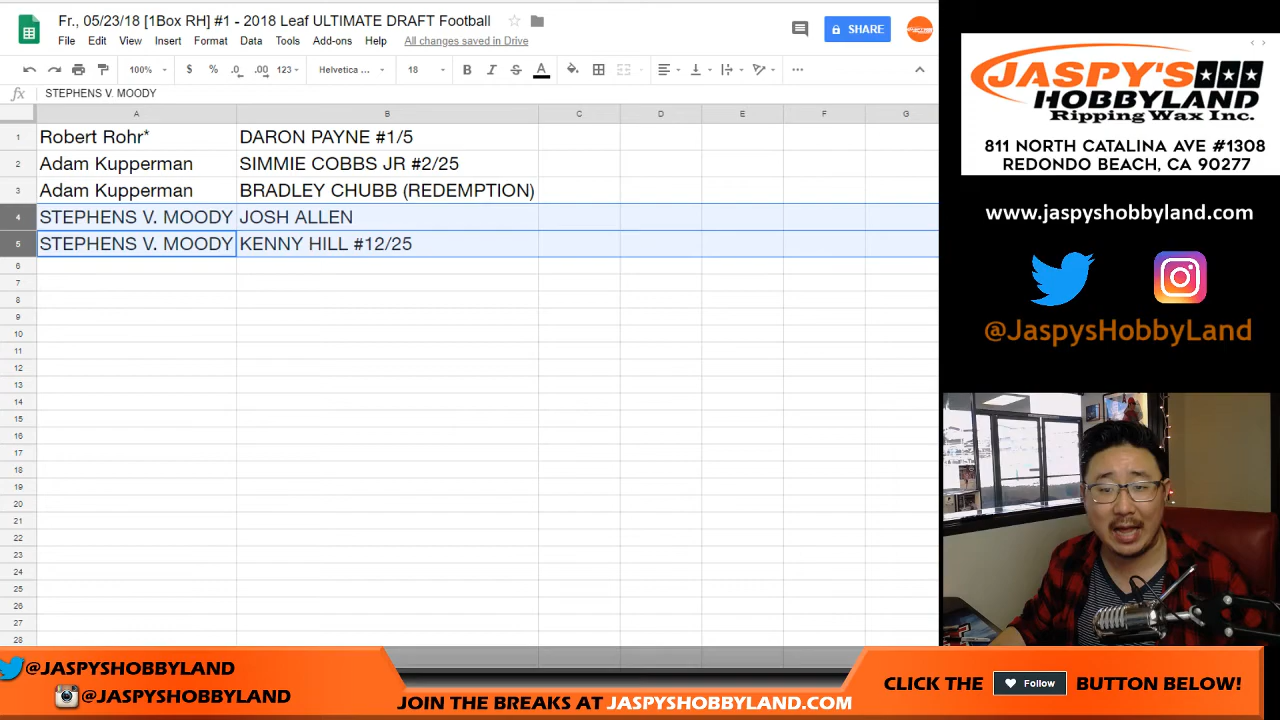 Fr., 05/23/18 [1Box RH] #1 - 2018 Leaf ULTIMATE DRAFT Football
File Edit View Insert Format Data Tools Add-ons Help All changes saved in Drive
SHARE
100% $ % .0 .00 123 Helvetica ... 18 B I S A
fx STEPHENS V. MOODY
A B C D E F G
1 Robert Rohr* DARON PAYNE #1/5
2 Adam Kupperman SIMMIE COBBS JR #2/25
3 Adam Kupperman BRADLEY CHUBB (REDEMPTION)
4 STEPHENS V. MOODY JOSH ALLEN
5 STEPHENS V. MOODY KENNY HILL #12/25
6
7
8
9
10
11
12
13
14
15
16
17
18
19
20
21
22
23
24
25
26
27
28
JASPY'S
HOBBYLAND
Ripping Wax Inc.
811 NORTH CATALINA AVE #1308
REDONDO BEACH, CA 90277
www.jaspyshobbyland.com
@JaspysHobbyLand
@JASPYSHOBBYLAND
@JASPYSHOBBYLAND
JOIN THE BREAKS AT JASPYSHOBBYLAND.COM
CLICK THE Follow BUTTON BELOW!